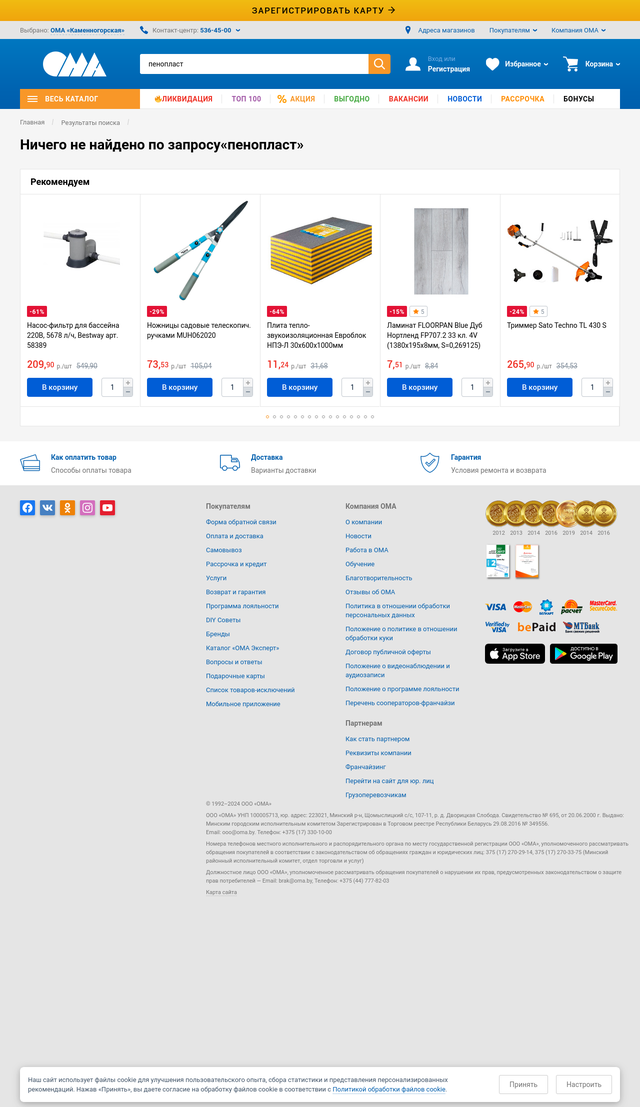 ЗАРЕГИСТРИРОВАТЬ КАРТУ →
Выбрано: ОМА «Каменногорская»
Контакт-центр: 536-45-00
Адреса магазинов
Покупателям
Компания ОМА
ОМА
пенопласт
Вход или
Регистрация
Избранное
Корзина
ВЕСЬ КАТАЛОГ
ЛИКВИДАЦИЯ
ТОП 100
% АКЦИЯ
ВЫГОДНО
ВАКАНСИИ
НОВОСТИ
РАССРОЧКА
БОНУСЫ
Главная
Результаты поиска
Ничего не найдено по запросу«пенопласт»
Рекомендуем
-61%
Насос-фильтр для бассейна
220В, 5678 л/ч, Bestway арт.
58389
209,90 р./шт 549,90
В корзину
1
-29%
Ножницы садовые телескопич.
ручками MUH062020
73,53 р./шт 105,04
В корзину
1
-64%
Плита тепло-
звукоизоляционная Евроблок
НПЭ-Л 30х600х1000мм
11,24 р./шт 31,68
В корзину
1
-15% 5
Ламинат FLOORPAN Blue Дуб
Нортленд FP707.2 33 кл. 4V
(1380х195х8мм, S=0,269125)
7,51 р./шт 8,84
В корзину
1
-24% 5
Триммер Sato Techno TL 430 S
265,90 р./шт 354,53
В корзину
1
Как оплатить товар
Способы оплаты товара
Доставка
Варианты доставки
Гарантия
Условия ремонта и возврата
Покупателям
Форма обратной связи
Оплата и доставка
Самовывоз
Рассрочка и кредит
Услуги
Возврат и гарантия
Программа лояльности
DIY Советы
Бренды
Каталог «ОМА Эксперт»
Вопросы и ответы
Подарочные карты
Список товаров-исключений
Мобильное приложение
Компания ОМА
О компании
Новости
Работа в ОМА
Обучение
Благотворительность
Отзывы об ОМА
Политика в отношении обработки
персональных данных
Положение о политике в отношении
обработки куки
Договор публичной оферты
Положение о видеонаблюдении и
аудиозаписи
Положение о программе лояльности
Перечень сооператоров-франчайзи
Партнерам
Как стать партнером
Реквизиты компании
Франчайзинг
Перейти на сайт для юр. лиц
Грузоперевозчикам
2012 2013 2014 2016 2019 2014 2016
VISA
MasterCard
БЕЛКАРТ
расчет
MasterCard.
SecureCode.
Verified by
VISA
bePaid
МТБанк
Загрузите в
App Store
ДОСТУПНО В
Google Play
© 1992–2024 ООО «ОМА»
ООО «ОМА» УНП 100005713, юр. адрес: 223021, Минский р-н, Щомыслицкий с/с, 107-11, р. д. Дворицкая Слобода. Свидетельство № 695, от 20.06.2000 г. Выдано:
Минским городским исполнительным комитетом Зарегистрирован в Торговом реестре Республики Беларусь 29.08.2016 № 349556.
Email: ooo@oma.by. Телефон: +375 (17) 330-10-00
Номера телефонов местного исполнительного и распорядительного органа по месту государственной регистрации ООО «ОМА», уполномоченного рассматривать
обращения покупателей в соответствии с законодательством об обращениях граждан и юридических лиц: 375 (17) 270-29-14, 375 (17) 270-33-75 (Минский
районный исполнительный комитет, отдел торговли и услуг)
Должностное лицо ООО «ОМА», уполномоченное рассматривать обращения покупателей о нарушении их прав, предусмотренных законодательством о защите
прав потребителей — Email: brak@oma.by, Телефон: +375 (44) 777-82-03
Карта сайта
Наш сайт использует файлы cookie для улучшения пользовательского опыта, сбора статистики и представления персонализированных
рекомендаций. Нажав «Принять», вы даете согласие на обработку файлов cookie в соответствии с Политикой обработки файлов cookie.
Принять
Настроить